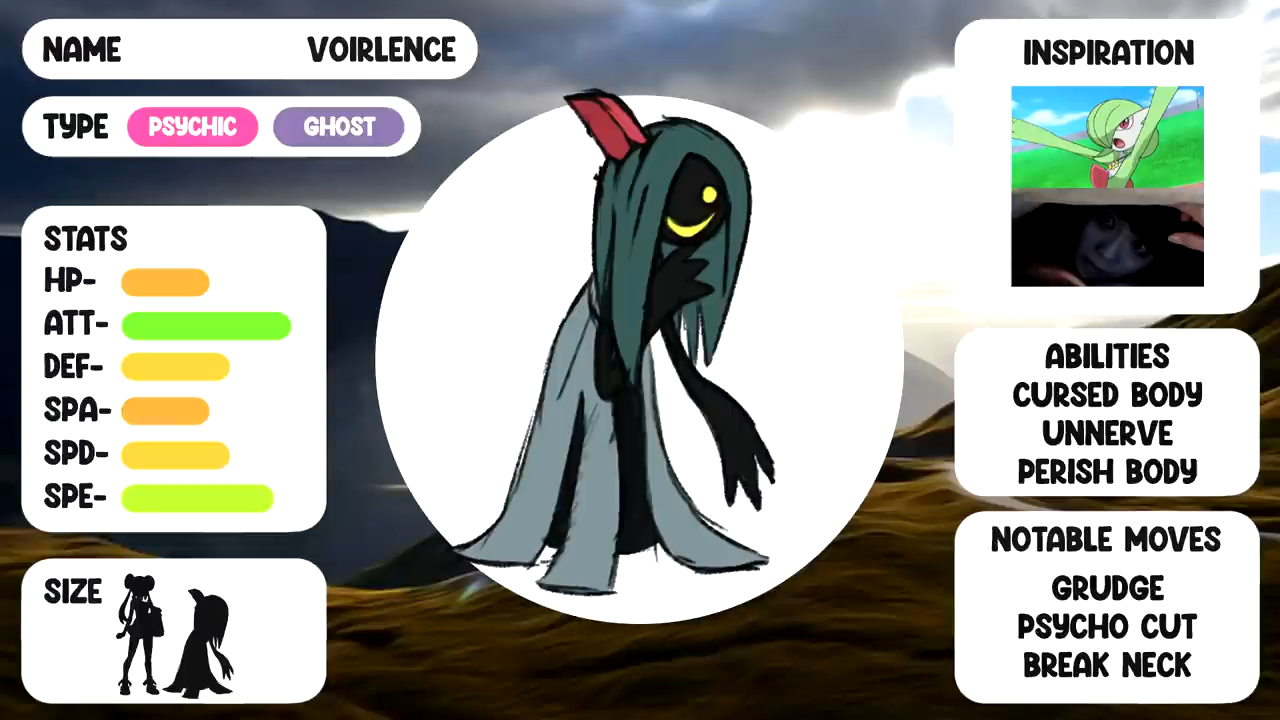 NAME VOIRLENCE
TYPE PSYCHIC GHOST
STATS
HP-
ATT-
DEF-
SPA-
SPD-
SPE-
SIZE
INSPIRATION
ABILITIES
CURSED BODY
UNNERVE
PERISH BODY
NOTABLE MOVES
GRUDGE
PSYCHO CUT
BREAK NECK